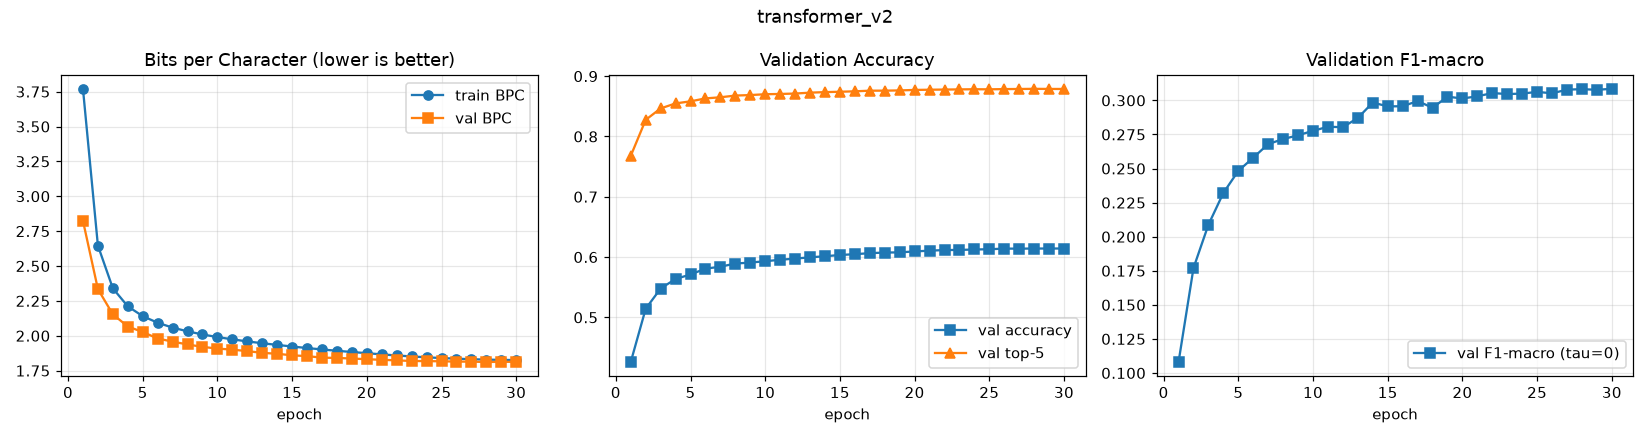 transformer_v2
Bits per Character (lower is better)
3.75
3.50
3.25
3.00
2.75
2.50
2.25
2.00
1.75
0 5 10 15 20 25 30
epoch
train BPC
val BPC
Validation Accuracy
0.9
0.8
0.7
0.6
0.5
0 5 10 15 20 25 30
epoch
val accuracy
val top-5
Validation F1-macro
0.300
0.275
0.250
0.225
0.200
0.175
0.150
0.125
0.100
0 5 10 15 20 25 30
epoch
val F1-macro (tau=0)